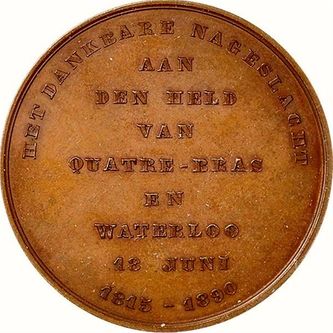 HET DANKBARE NAGESLACHT
AAN
DEN HELD
VAN
QUATRE-BRAS
EN
WATERLOO
18 JUNI
1815 - 1890